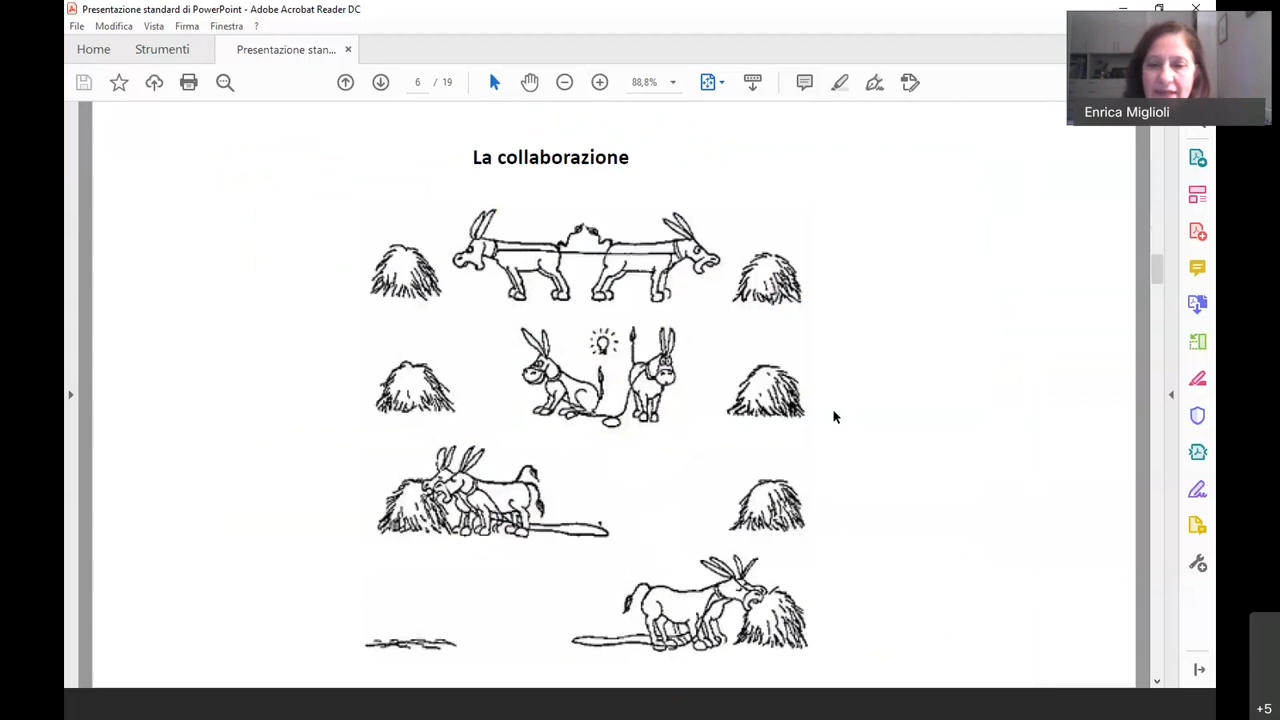 Presentazione standard di PowerPoint - Adobe Acrobat Reader DC
File Modifica Vista Firma Finestra ?
Home Strumenti Presentazione stan... ×
6 / 19 88,8%
Enrica Miglioli
La collaborazione
+5